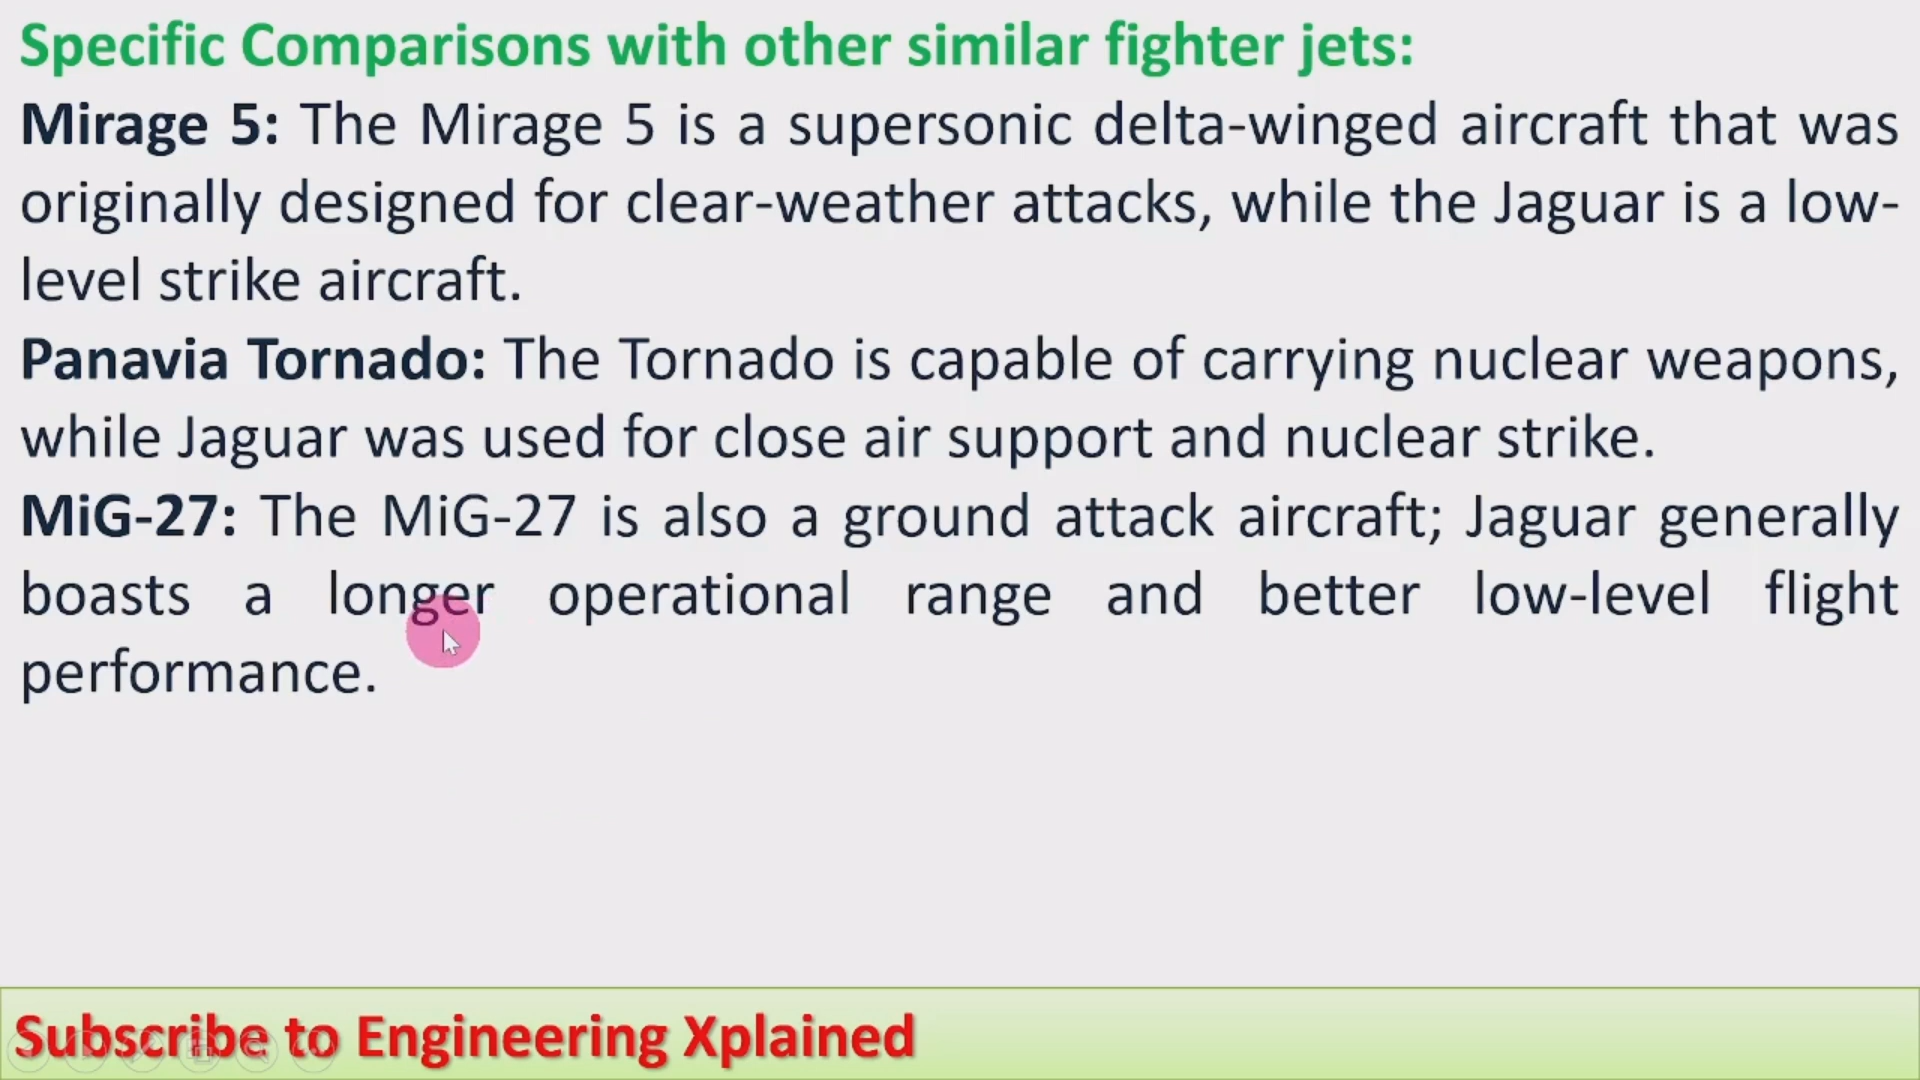 Specific Comparisons with other similar fighter jets:
Mirage 5: The Mirage 5 is a supersonic delta-winged aircraft that was
originally designed for clear-weather attacks, while the Jaguar is a low-
level strike aircraft.
Panavia Tornado: The Tornado is capable of carrying nuclear weapons,
while Jaguar was used for close air support and nuclear strike.
MiG-27: The MiG-27 is also a ground attack aircraft; Jaguar generally
boasts a longer operational range and better low-level flight
performance.
Subscribe to Engineering Xplained